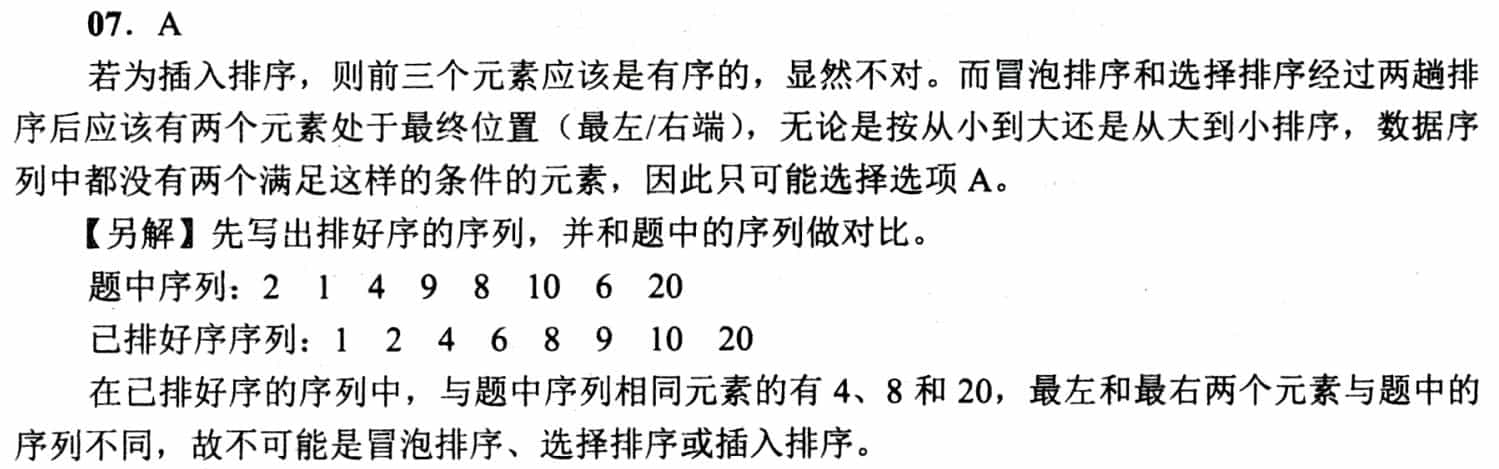 07. A
若为插入排序，则前三个元素应该是有序的，显然不对。而冒泡排序和选择排序经过两趟排
序后应该有两个元素处于最终位置（最左/右端），无论是按从小到大还是从大到小排序，数据序
列中都没有两个满足这样的条件的元素，因此只可能选择选项 A。
【另解】先写出排好序的序列，并和题中的序列做对比。
题中序列：2 1 4 9 8 10 6 20
已排好序序列：1 2 4 6 8 9 10 20
在已排好序的序列中，与题中序列相同元素的有 4、8 和 20，最左和最右两个元素与题中的
序列不同，故不可能是冒泡排序、选择排序或插入排序。